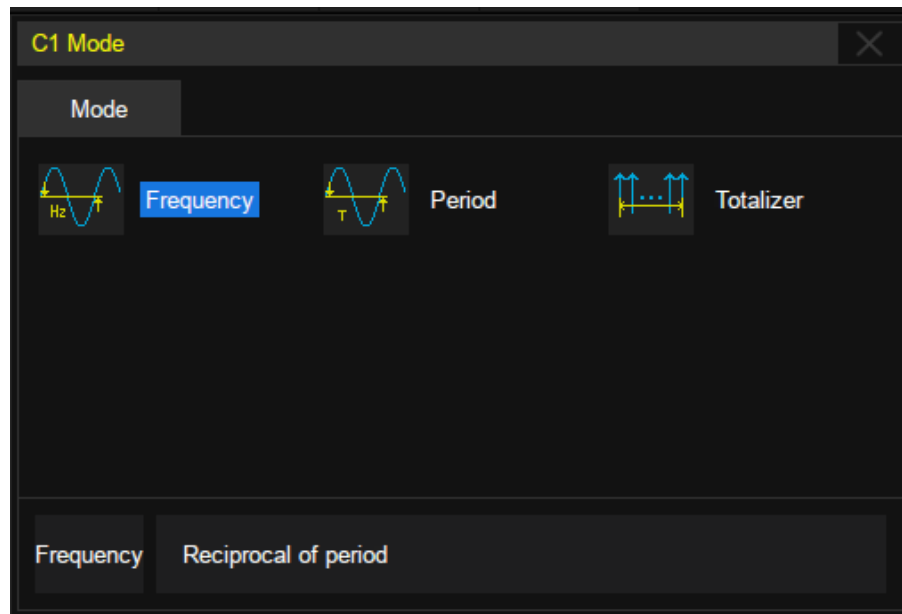 C1 Mode
Mode
Hz
Frequency
T
Period
Totalizer
Frequency
Reciprocal of period